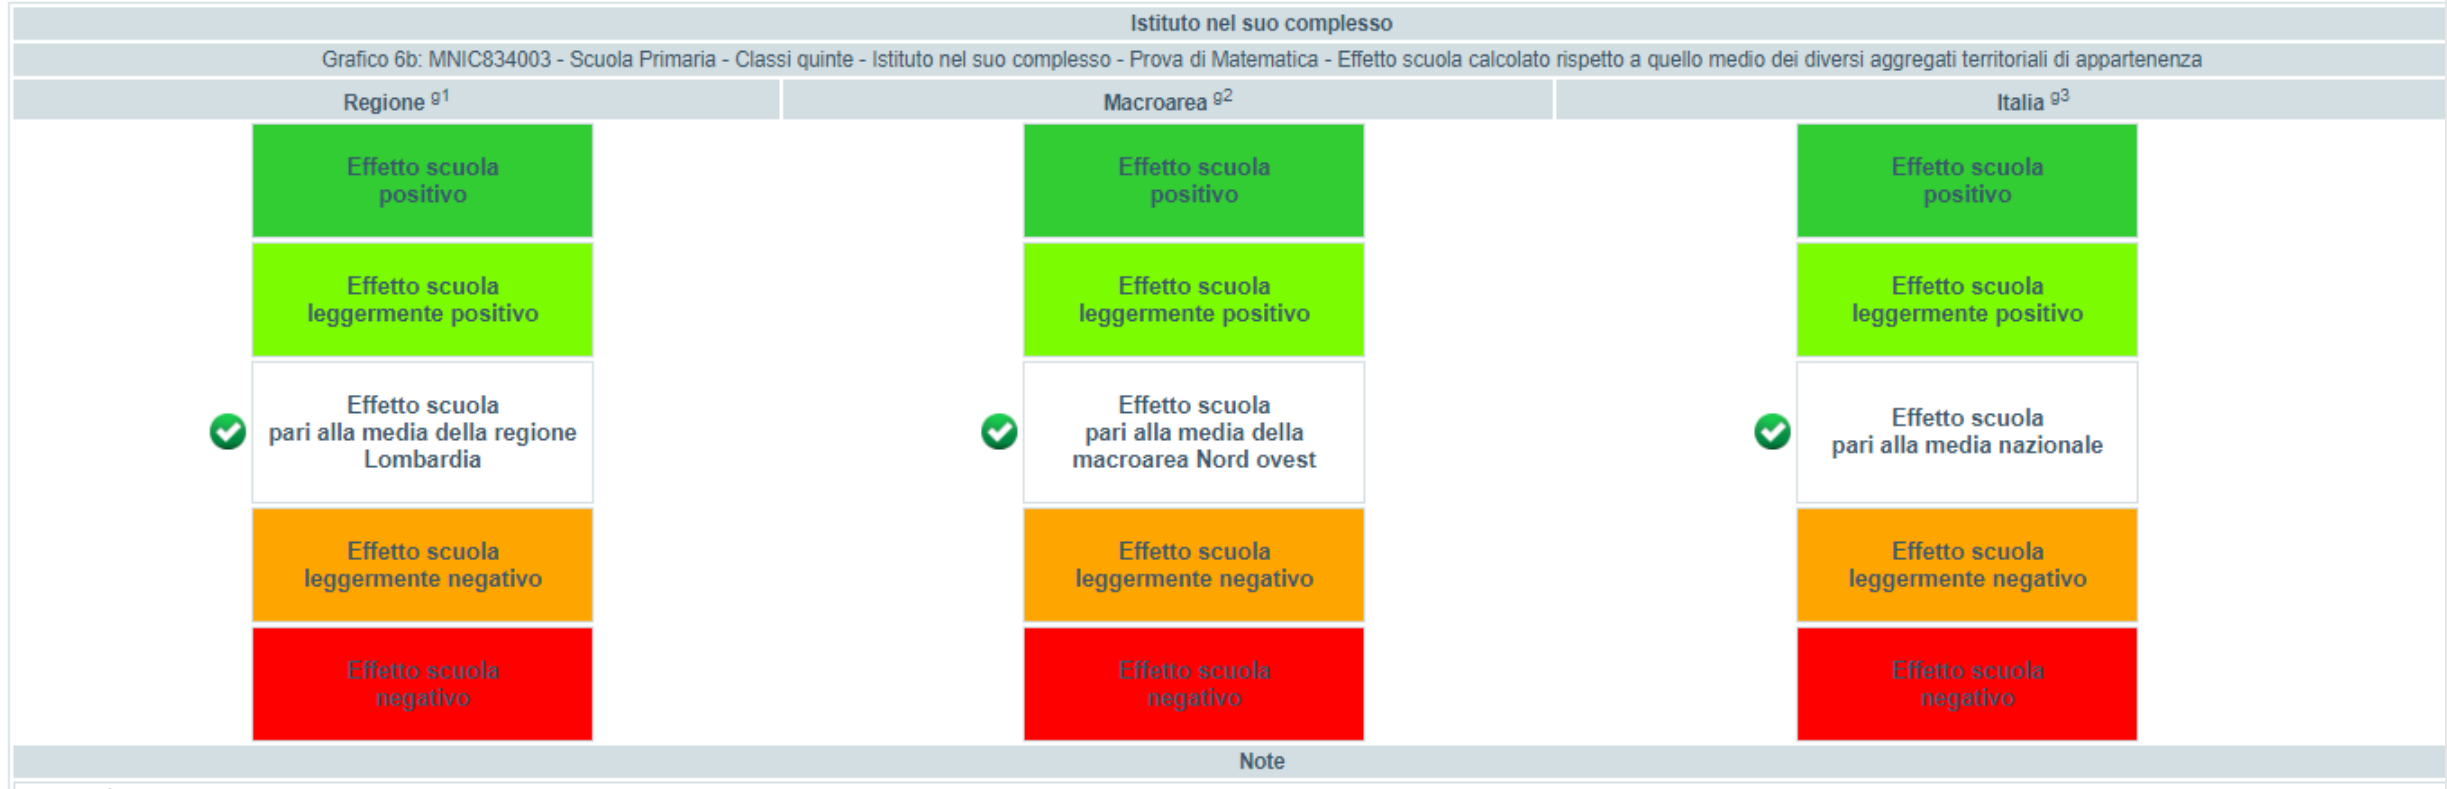 Istituto nel suo complesso
Grafico 6b: MNIC834003 - Scuola Primaria - Classi quinte - Istituto nel suo complesso - Prova di Matematica - Effetto scuola calcolato rispetto a quello medio dei diversi aggregati territoriali di appartenenza
Regione g1
Macroarea g2
Italia g3
Effetto scuola
positivo
Effetto scuola
positivo
Effetto scuola
positivo
Effetto scuola
leggermente positivo
Effetto scuola
leggermente positivo
Effetto scuola
leggermente positivo
Effetto scuola
pari alla media della regione
Lombardia
Effetto scuola
pari alla media della
macroarea Nord ovest
Effetto scuola
pari alla media nazionale
Effetto scuola
leggermente negativo
Effetto scuola
leggermente negativo
Effetto scuola
leggermente negativo
Effetto scuola
negativo
Effetto scuola
negativo
Effetto scuola
negativo
Note